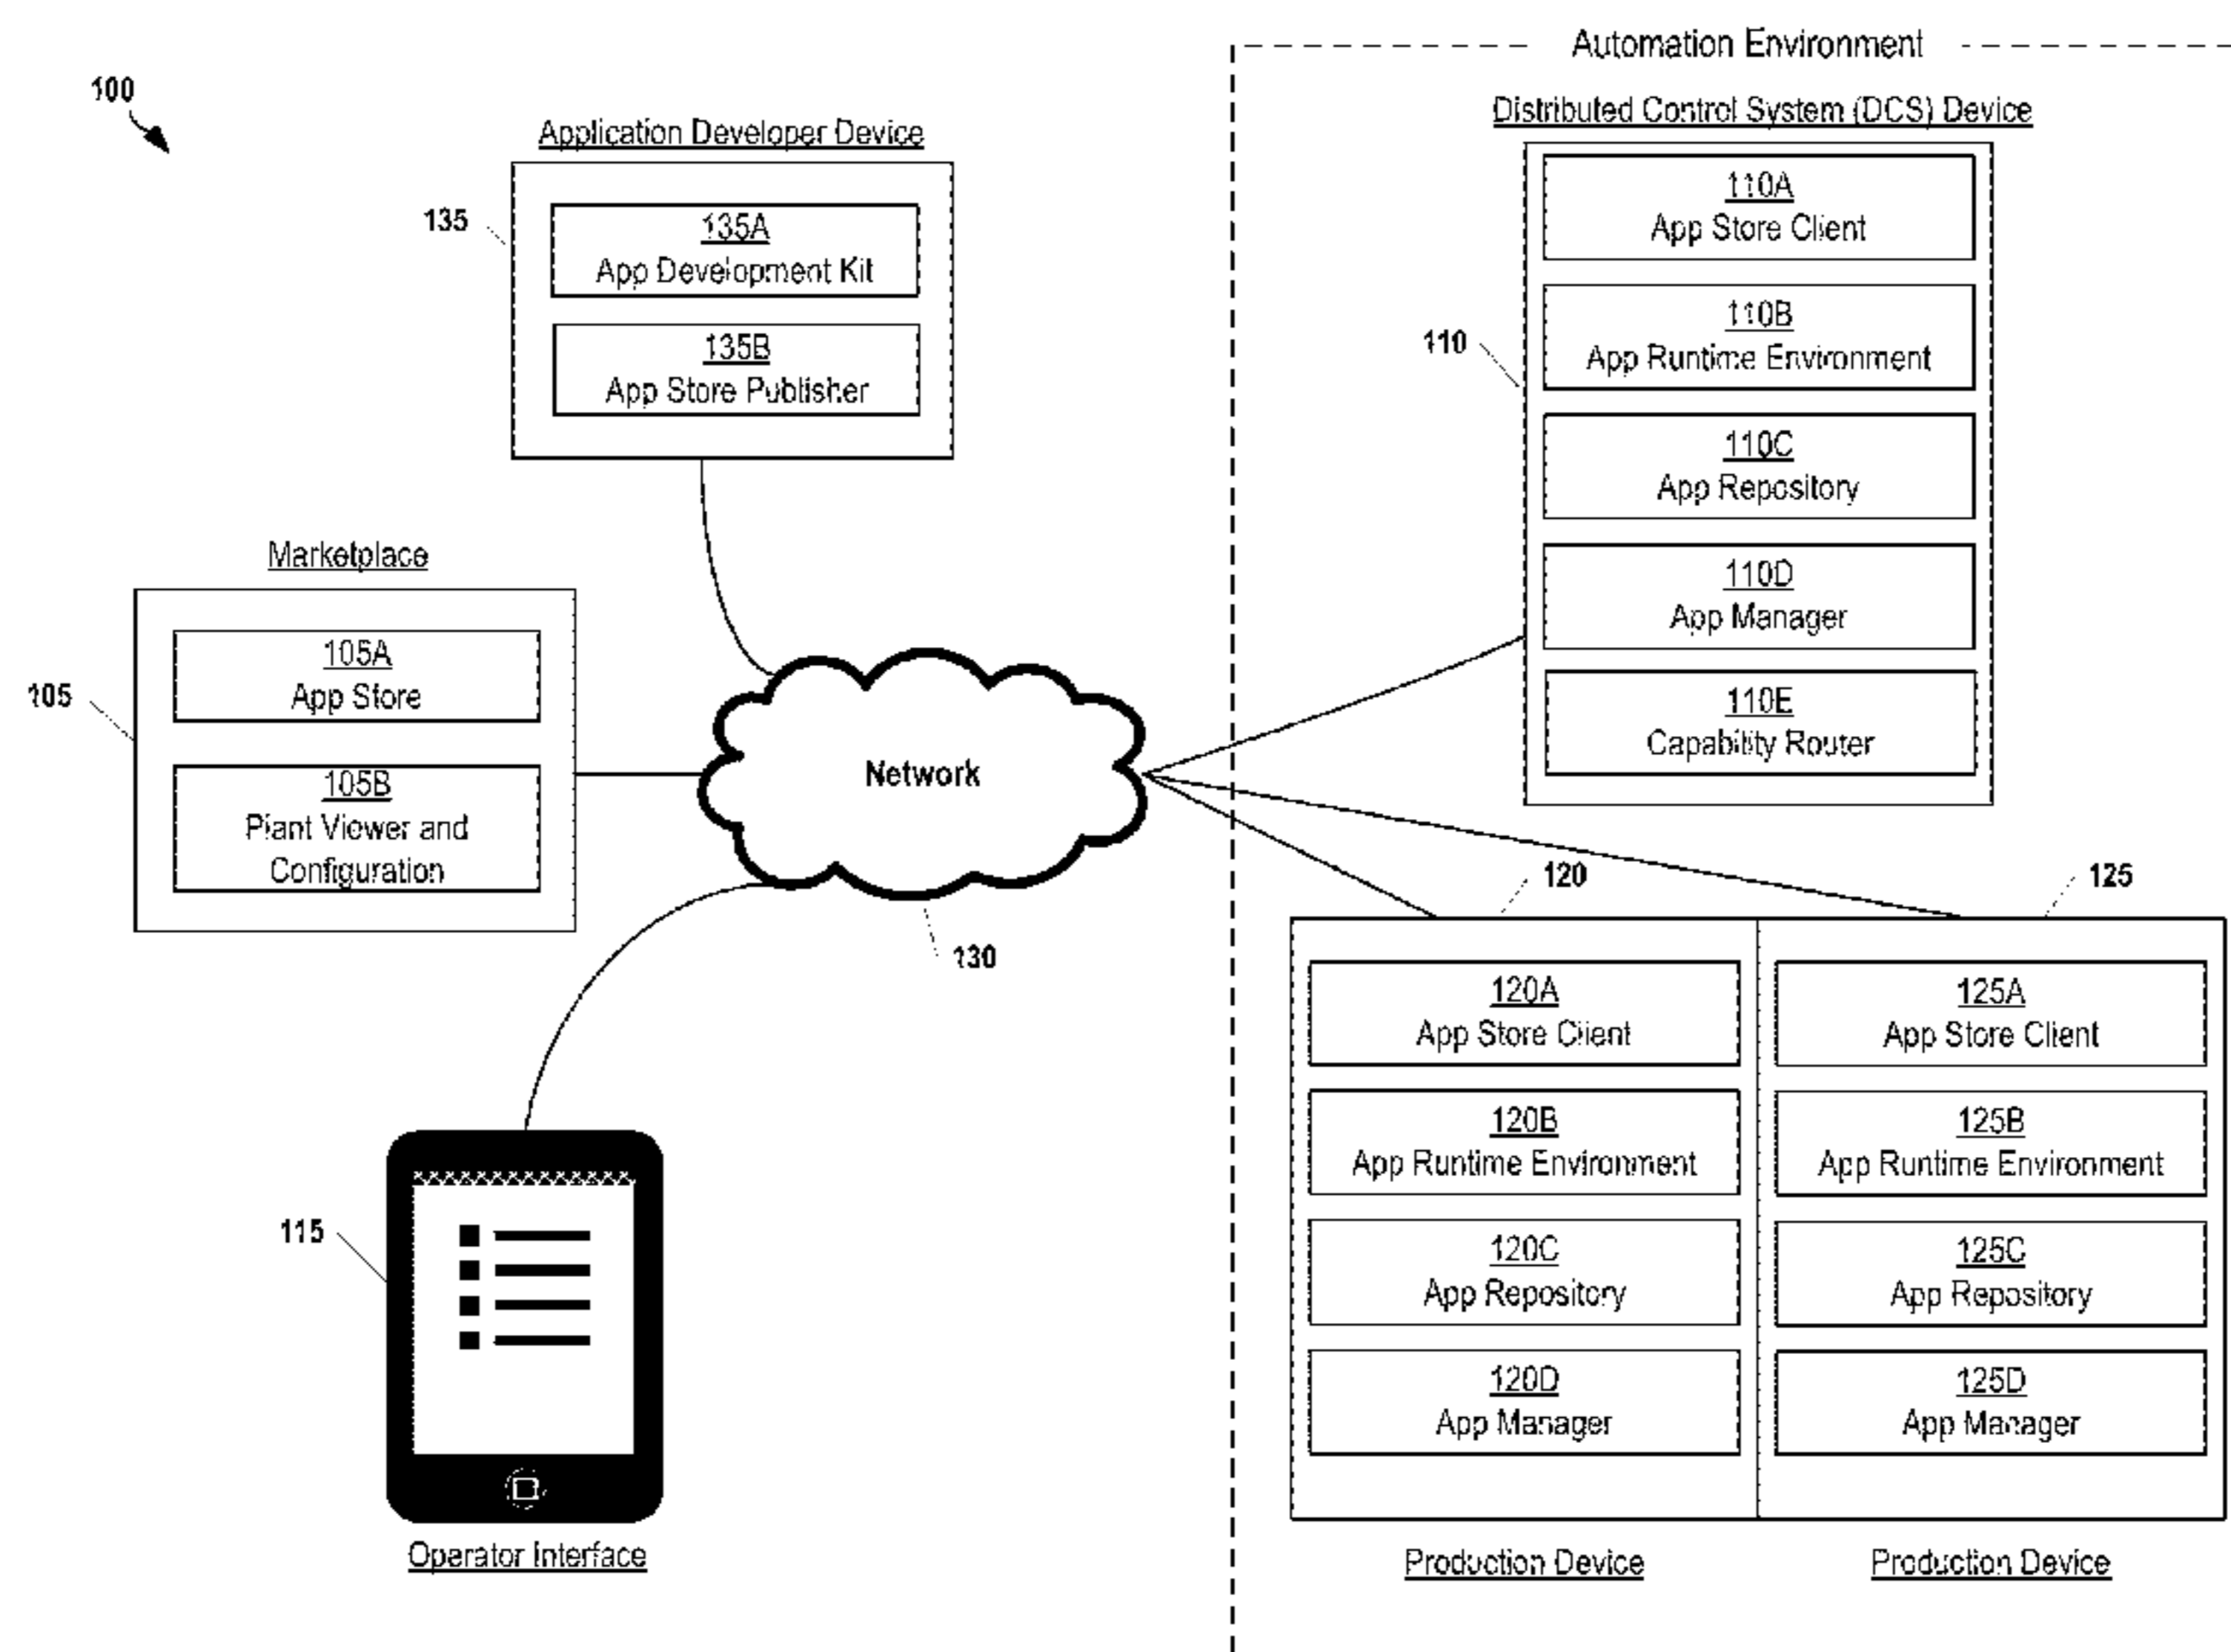 100
Application Developer Device
135
135A
App Development Kit
135B
App Store Publisher
Marketplace
105
105A
App Store
105B
Plant Viewer and
Configuration
Network
130
115
Operator Interface
Automation Environment
Distributed Control System (DCS) Device
110
110A
App Store Client
110B
App Runtime Environment
110C
App Repository
110D
App Manager
110E
Capability Router
120
120A
App Store Client
120B
App Runtime Environment
120C
App Repository
120D
App Manager
Production Device
125
125A
App Store Client
125B
App Runtime Environment
125C
App Repository
125D
App Manager
Production Device